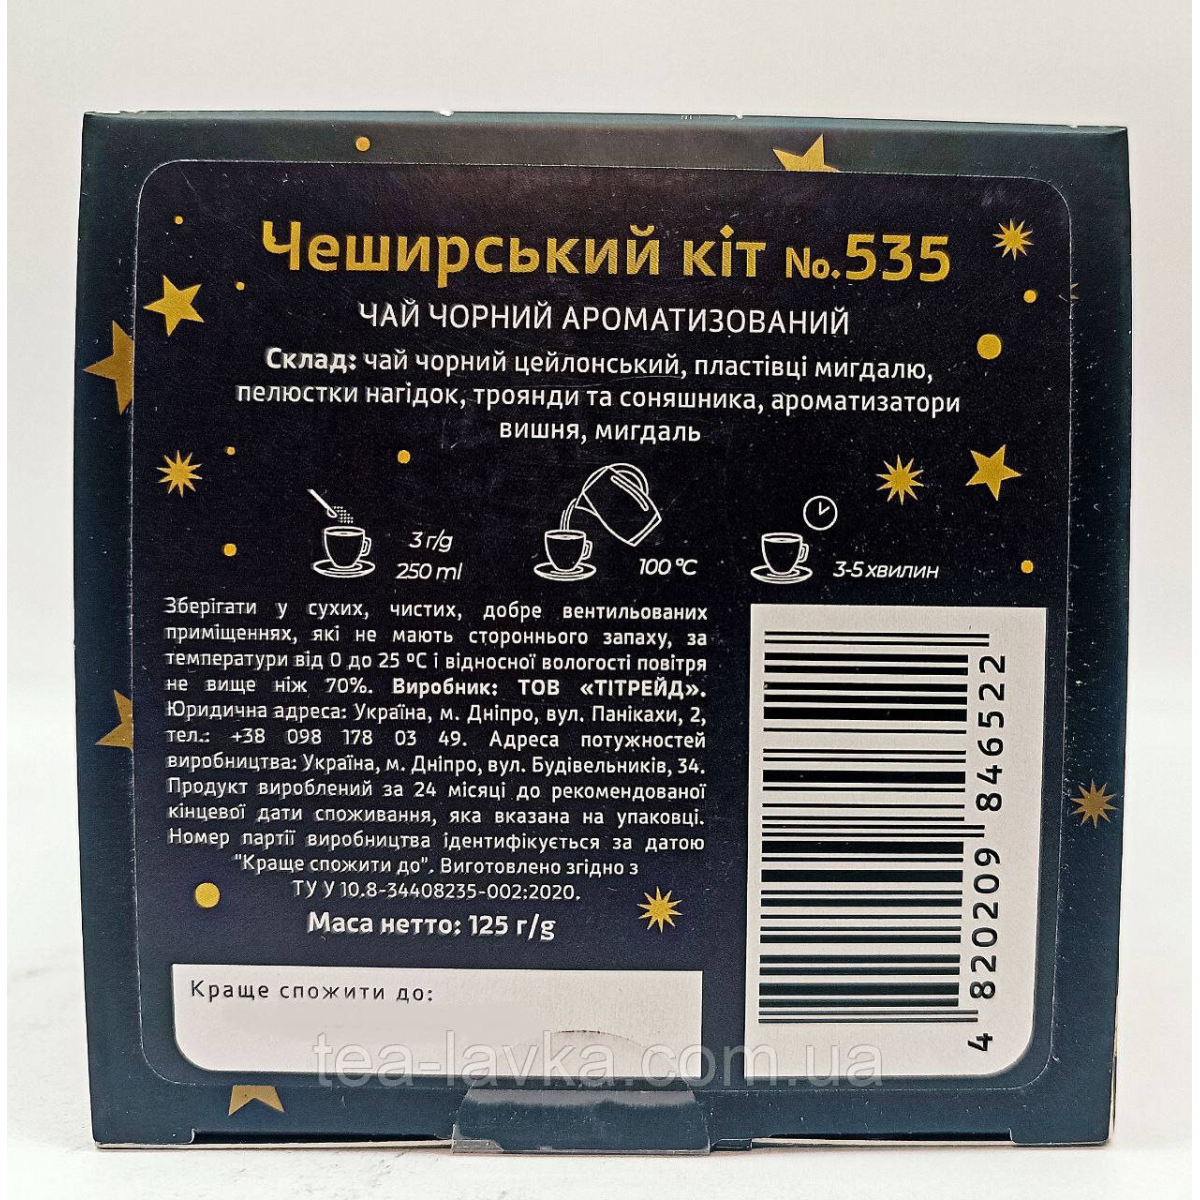 Чеширський кіт No.535
ЧАЙ ЧОРНИЙ АРОМАТИЗОВАНИЙ
Склад: чай чорний цейлонський, пластівці мигдалю,
пелюстки нагідок, троянди та соняшника, ароматизатори
вишня, мигдаль
3 г/g
250 ml
100 °C
3-5 хвилин
Зберігати у сухих, чистих, добре вентильованих
приміщеннях, які не мають стороннього запаху, за
температури від 0 до 25 °C і відносної вологості повітря
не вище ніж 70%. Виробник: ТОВ «ТІТРЕЙД».
Юридична адреса: Україна, м. Дніпро, вул. Панікахи, 2,
тел.: +38 098 178 03 49. Адреса потужностей
виробництва: Україна, м. Дніпро, вул. Будівельників, 34.
Продукт вироблений за 24 місяці до рекомендованої
кінцевої дати споживання, яка вказана на упаковці.
Номер партії виробництва ідентифікується за датою
"Краще спожити до". Виготовлено згідно з
ТУ У 10.8-34408235-002:2020.
Маса нетто: 125 г/g
Краще спожити до:
4 820209 846522
tea-lavka.com.ua